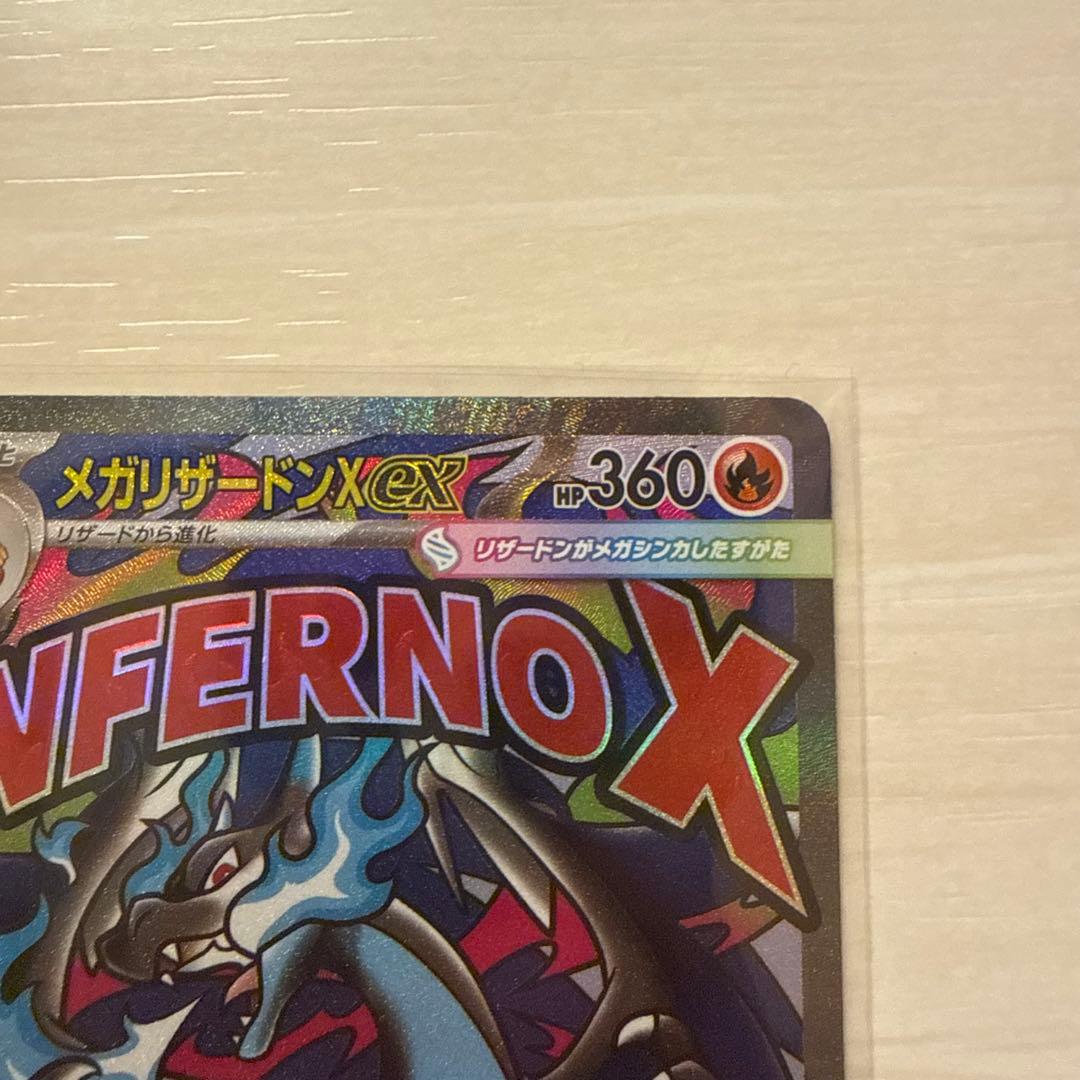 メガリザードンXex HP360
リザードから進化
リザードンがメガシンカしたすがた
NFERNO X